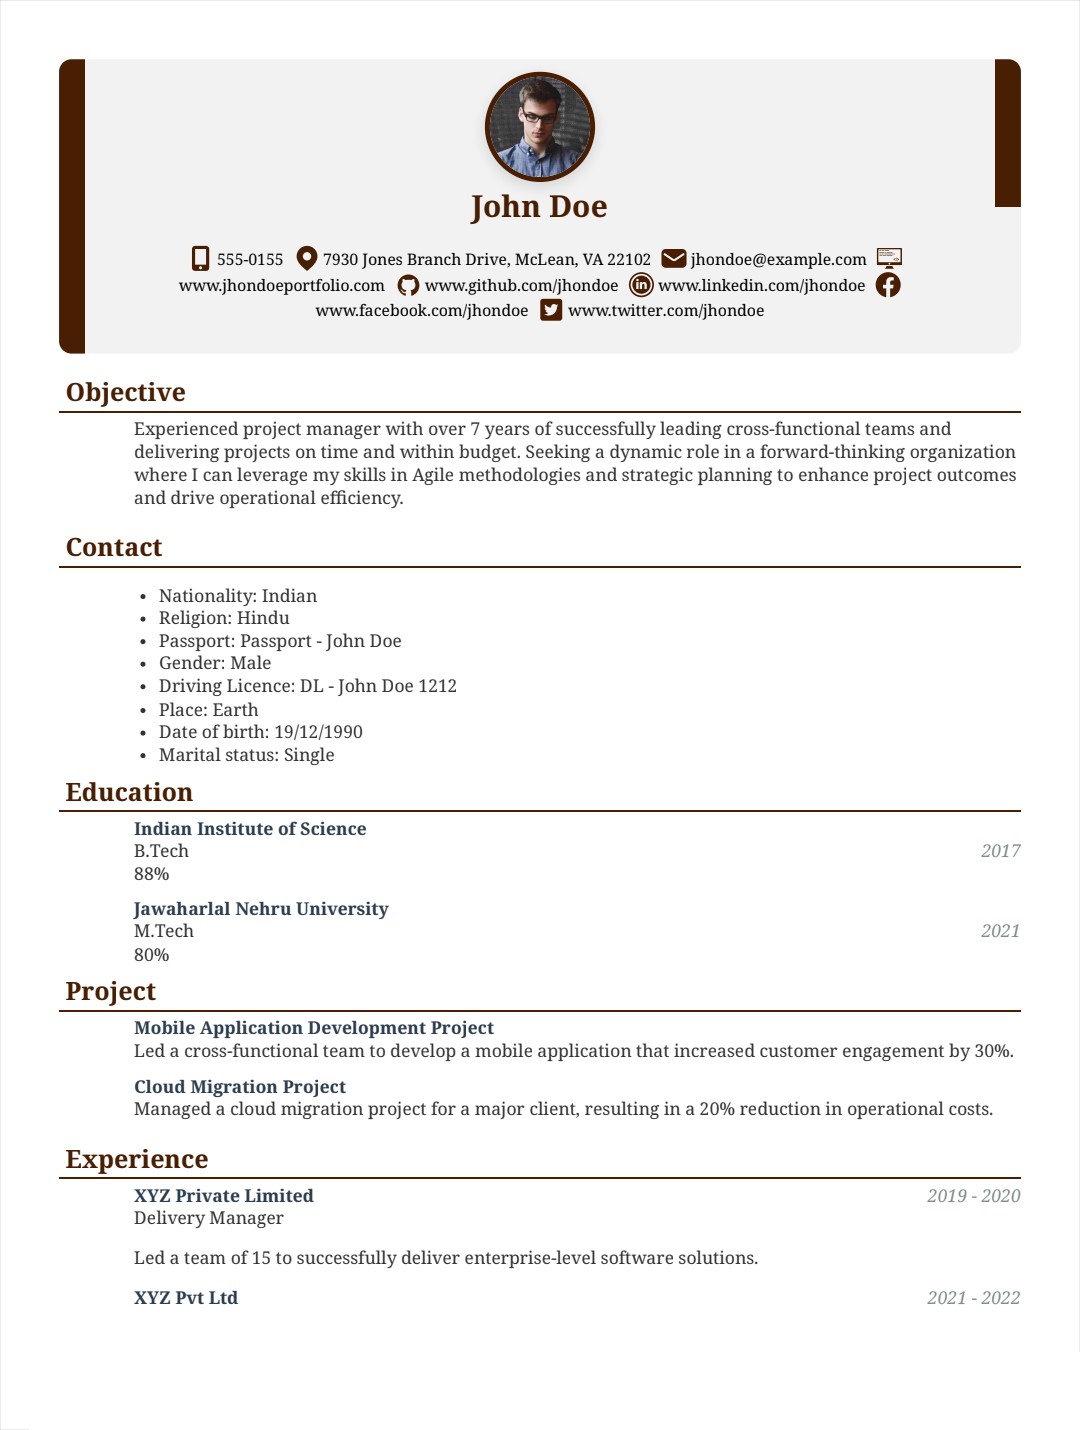 John Doe
555-0155 7930 Jones Branch Drive, McLean, VA 22102 jhondoe@example.com
www.jhondoeportfolio.com www.github.com/jhondoe www.linkedin.com/jhondoe
www.facebook.com/jhondoe www.twitter.com/jhondoe
Objective
Experienced project manager with over 7 years of successfully leading cross-functional teams and
delivering projects on time and within budget. Seeking a dynamic role in a forward-thinking organization
where I can leverage my skills in Agile methodologies and strategic planning to enhance project outcomes
and drive operational efficiency.
Contact
• Nationality: Indian
• Religion: Hindu
• Passport: Passport - John Doe
• Gender: Male
• Driving Licence: DL - John Doe 1212
• Place: Earth
• Date of birth: 19/12/1990
• Marital status: Single
Education
Indian Institute of Science
B.Tech 2017
88%
Jawaharlal Nehru University
M.Tech 2021
80%
Project
Mobile Application Development Project
Led a cross-functional team to develop a mobile application that increased customer engagement by 30%.
Cloud Migration Project
Managed a cloud migration project for a major client, resulting in a 20% reduction in operational costs.
Experience
XYZ Private Limited 2019 - 2020
Delivery Manager
Led a team of 15 to successfully deliver enterprise-level software solutions.
XYZ Pvt Ltd 2021 - 2022